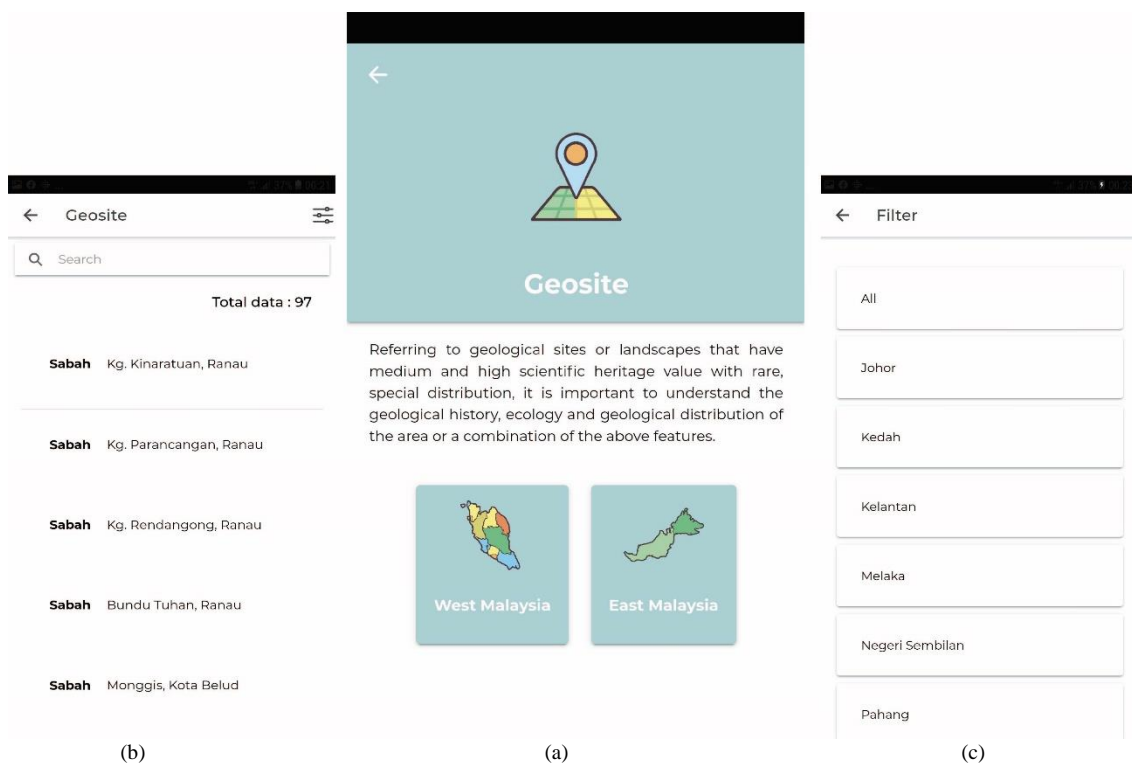 Geosite
Search
Total data : 97
Sabah Kg. Kinaratuan, Ranau
Sabah Kg. Parancangan, Ranau
Sabah Kg. Rendangong, Ranau
Sabah Bundu Tuhan, Ranau
Sabah Monggis, Kota Belud
(b)
Geosite
Referring to geological sites or landscapes that have
medium and high scientific heritage value with rare,
special distribution, it is important to understand the
geological history, ecology and geological distribution of
the area or a combination of the above features.
West Malaysia
East Malaysia
(a)
Filter
All
Johor
Kedah
Kelantan
Melaka
Negeri Sembilan
Pahang
(c)